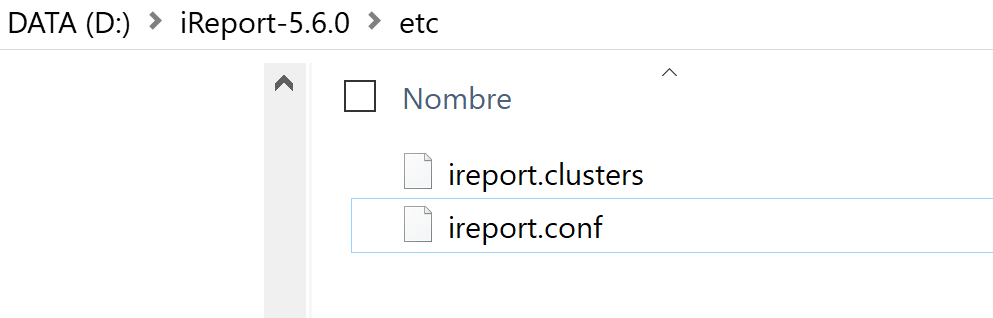 DATA (D:) > iReport-5.6.0 > etc
Nombre
ireport.clusters
ireport.conf